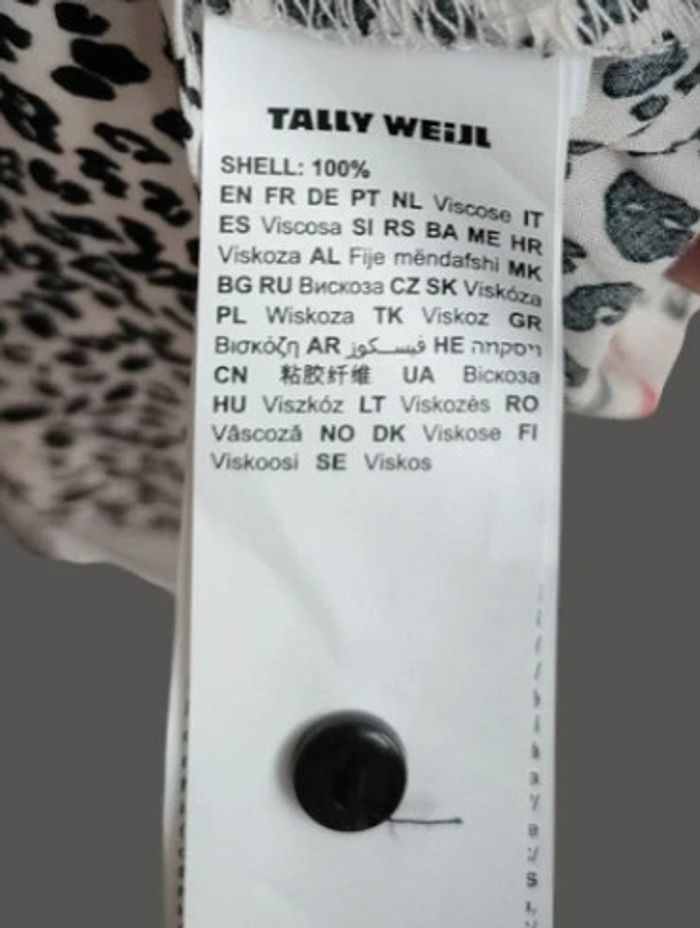 TALLY WEiJL
SHELL: 100%
EN FR DE PT NL Viscose IT
ES Viscosa SI RS BA ME HR
Viskoza AL Fije mëndafshi MK
BG RU Вискоза CZ SK Viskóza
PL Wiskoza TK Viskoz GR
Βισκόζη AR فيسكوز HE ויסקוזה
CN 粘胶纤维 UA Віскоза
HU Viszkóz LT Viskozès RO
Vâscoză NO DK Viskose FI
Viskoosi SE Viskos